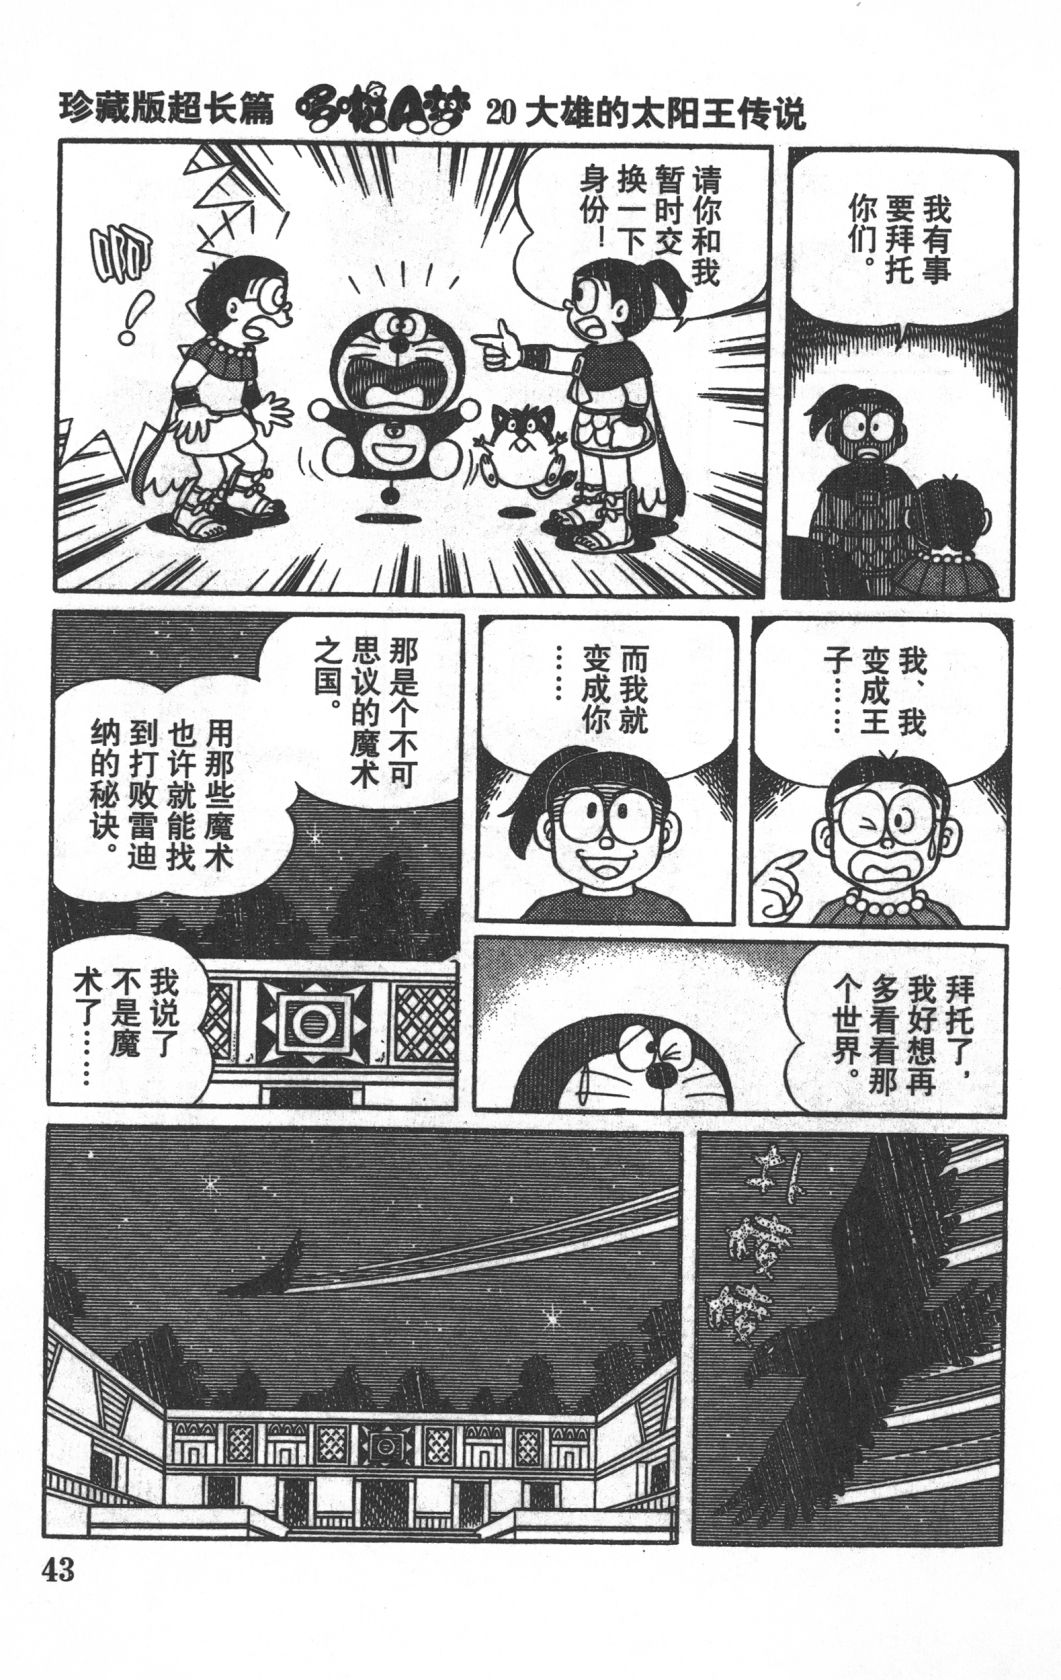 珍藏版超长篇 哆啦A梦 20 大雄的太阳王传说
我有事
要拜托
你们。
请你和我
暂时交
换一下
身份！
我、我
变成王
子……
而我就
变成你
……
那是个不可
思议的魔术
之国。
用那些魔术
也许就能找
到打败雷迪
纳的秘诀。
拜托了，
我好想再
多看看那
个世界。
我说了
不是魔
术了……
43